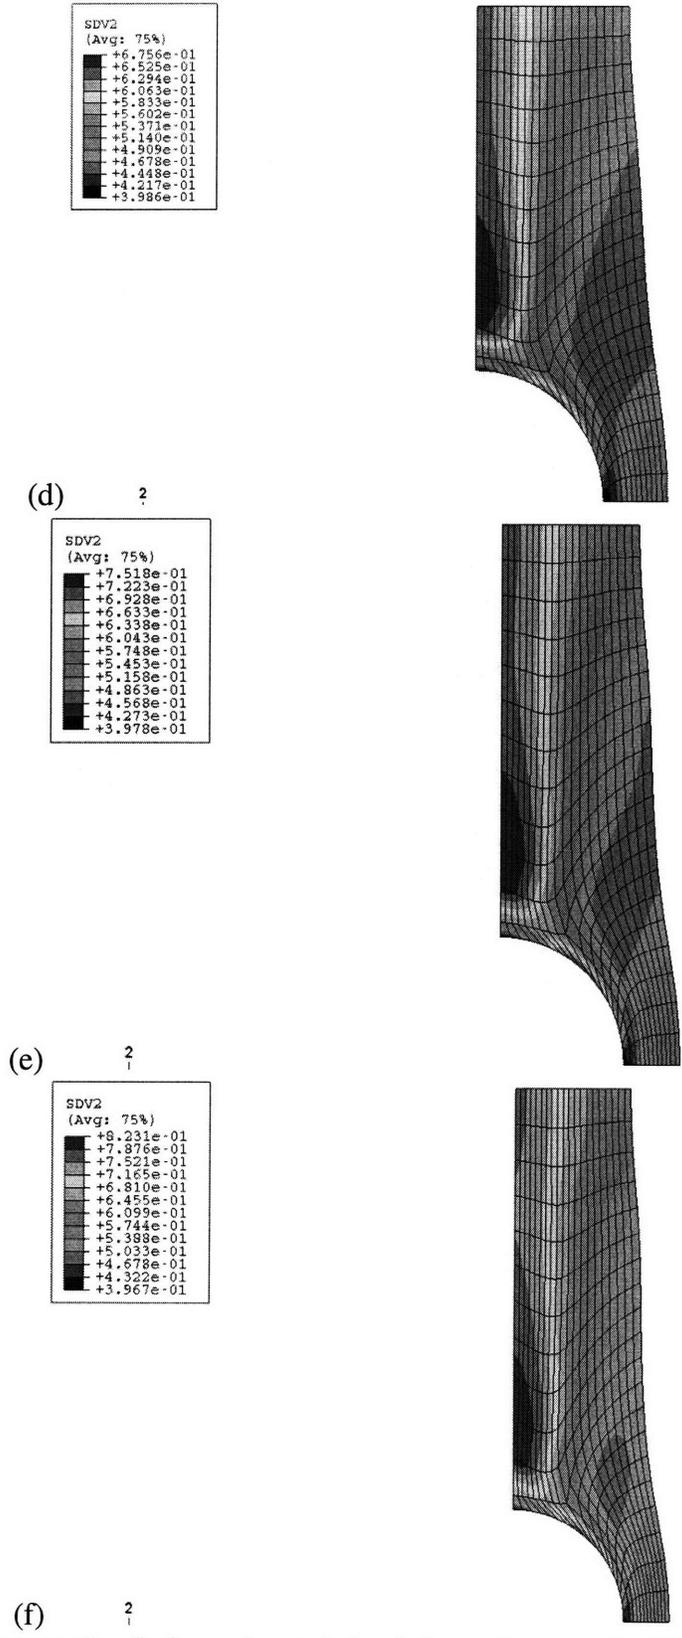 SDV2
(Avg: 75%)
+6.756e-01
+6.525e-01
+6.294e-01
+6.063e-01
+5.833e-01
+5.602e-01
+5.371e-01
+5.140e-01
+4.909e-01
+4.678e-01
+4.448e-01
+4.217e-01
+3.986e-01
(d)
2
SDV2
(Avg: 75%)
+7.518e-01
+7.223e-01
+6.928e-01
+6.633e-01
+6.338e-01
+6.043e-01
+5.748e-01
+5.453e-01
+5.158e-01
+4.863e-01
+4.568e-01
+4.273e-01
+3.978e-01
(e)
2
SDV2
(Avg: 75%)
+8.231e-01
+7.876e-01
+7.521e-01
+7.165e-01
+6.810e-01
+6.455e-01
+6.099e-01
+5.744e-01
+5.388e-01
+5.033e-01
+4.678e-01
+4.322e-01
+3.967e-01
(f)
2